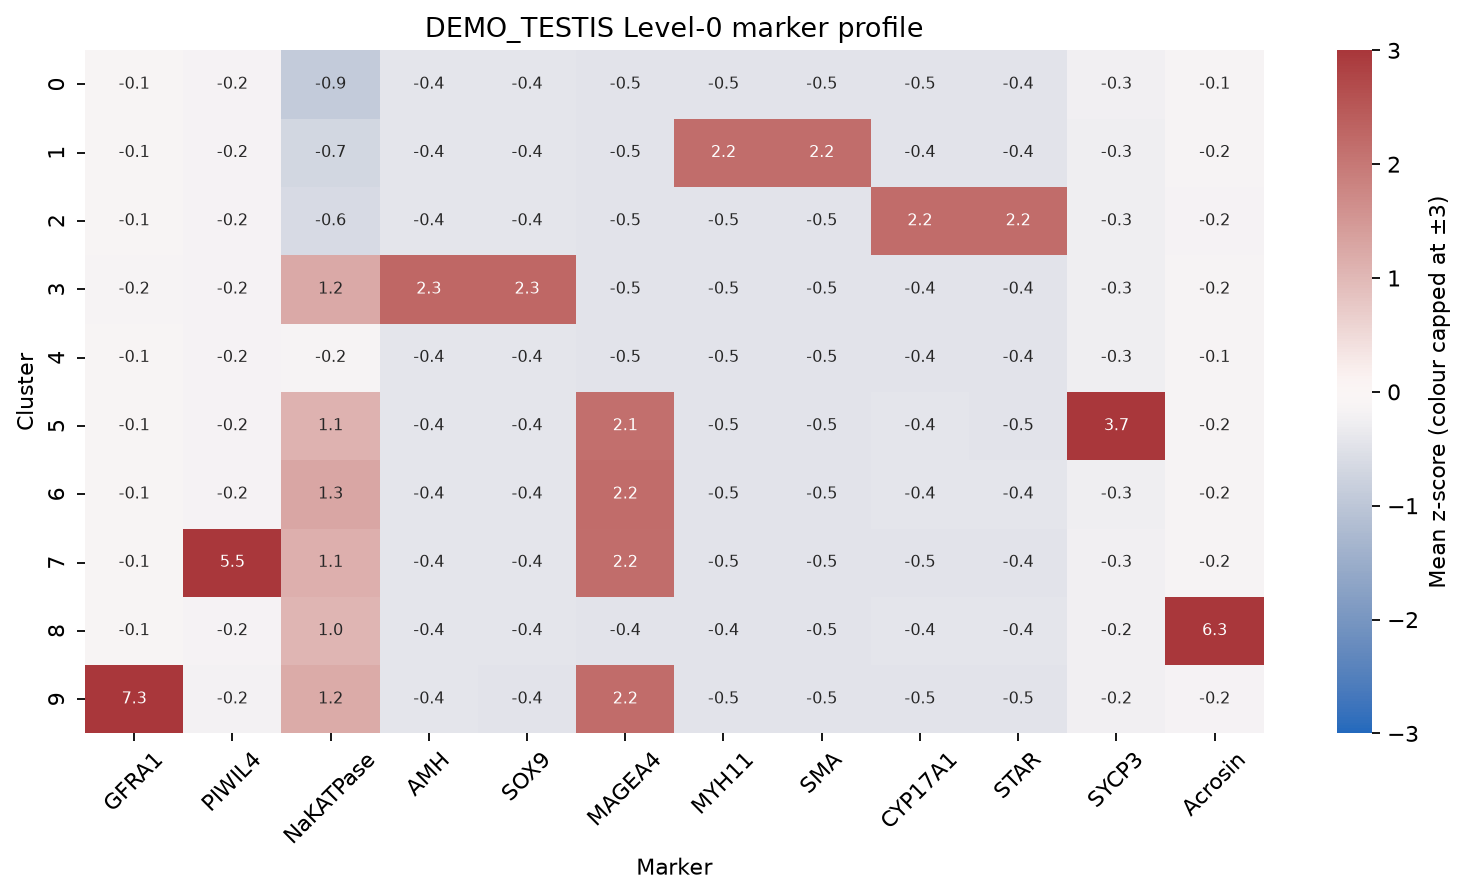 DEMO_TESTIS Level-0 marker profile
Cluster
0 -0.1 -0.2 -0.9 -0.4 -0.4 -0.5 -0.5 -0.5 -0.5 -0.4 -0.3 -0.1
1 -0.1 -0.2 -0.7 -0.4 -0.4 -0.5 2.2 2.2 -0.4 -0.4 -0.3 -0.2
2 -0.1 -0.2 -0.6 -0.4 -0.4 -0.5 -0.5 -0.5 2.2 2.2 -0.3 -0.2
3 -0.2 -0.2 1.2 2.3 2.3 -0.5 -0.5 -0.5 -0.4 -0.4 -0.3 -0.2
4 -0.1 -0.2 -0.2 -0.4 -0.4 -0.5 -0.5 -0.5 -0.4 -0.4 -0.3 -0.1
5 -0.1 -0.2 1.1 -0.4 -0.4 2.1 -0.5 -0.5 -0.4 -0.5 3.7 -0.2
6 -0.1 -0.2 1.3 -0.4 -0.4 2.2 -0.5 -0.5 -0.4 -0.4 -0.3 -0.2
7 -0.1 5.5 1.1 -0.4 -0.4 2.2 -0.5 -0.5 -0.5 -0.4 -0.3 -0.2
8 -0.1 -0.2 1.0 -0.4 -0.4 -0.4 -0.4 -0.5 -0.4 -0.4 -0.2 6.3
9 7.3 -0.2 1.2 -0.4 -0.4 2.2 -0.5 -0.5 -0.5 -0.5 -0.2 -0.2
GFRA1 PIWIL4 NaKATPase AMH SOX9 MAGEA4 MYH11 SMA CYP17A1 STAR SYCP3 Acrosin
Marker
3
2
1
0
−1
−2
−3
Mean z-score (colour capped at ±3)